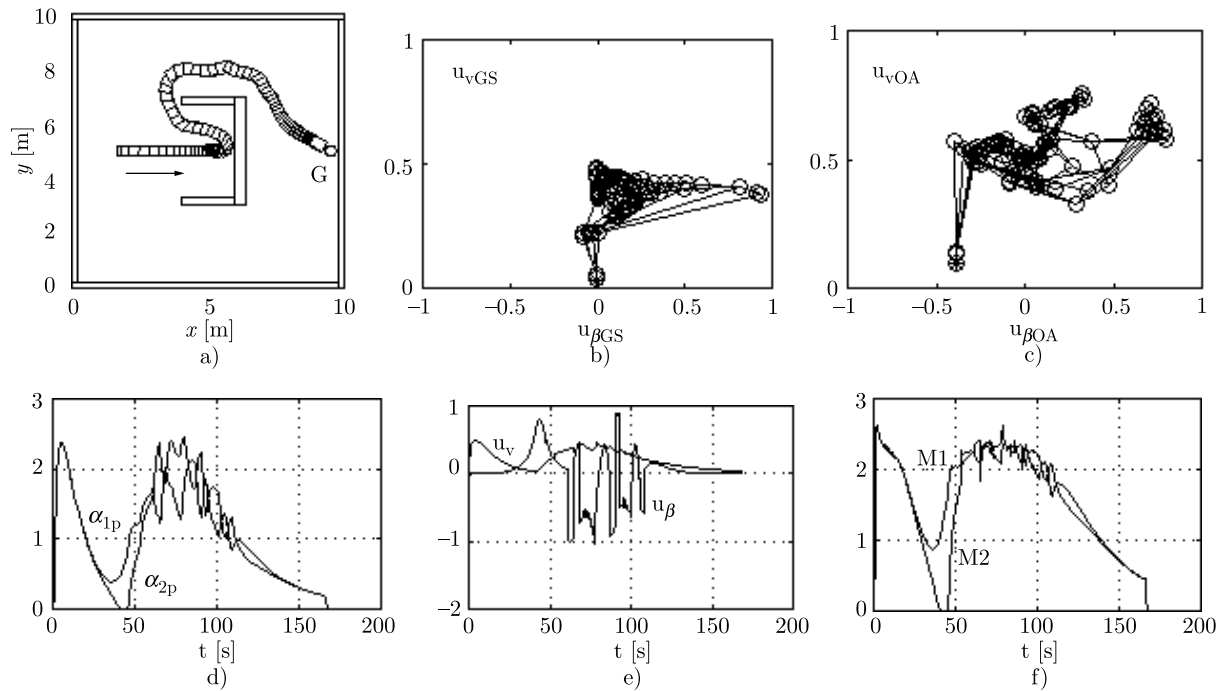 10
8
6
4
2
0
y [m]
G
0
5
10
x [m]
a)
1
0.5
0
u_vGS
−1
−0.5
0
0.5
1
u_βGS
b)
1
0.5
0
u_vOA
−1
−0.5
0
0.5
1
u_βOA
c)
3
2
1
0
α_1p
α_2p
0
50
100
150
200
t [s]
d)
1
0
−1
−2
u_v
u_β
0
50
100
150
200
t [s]
e)
3
2
1
0
M1
M2
0
50
100
150
200
t [s]
f)